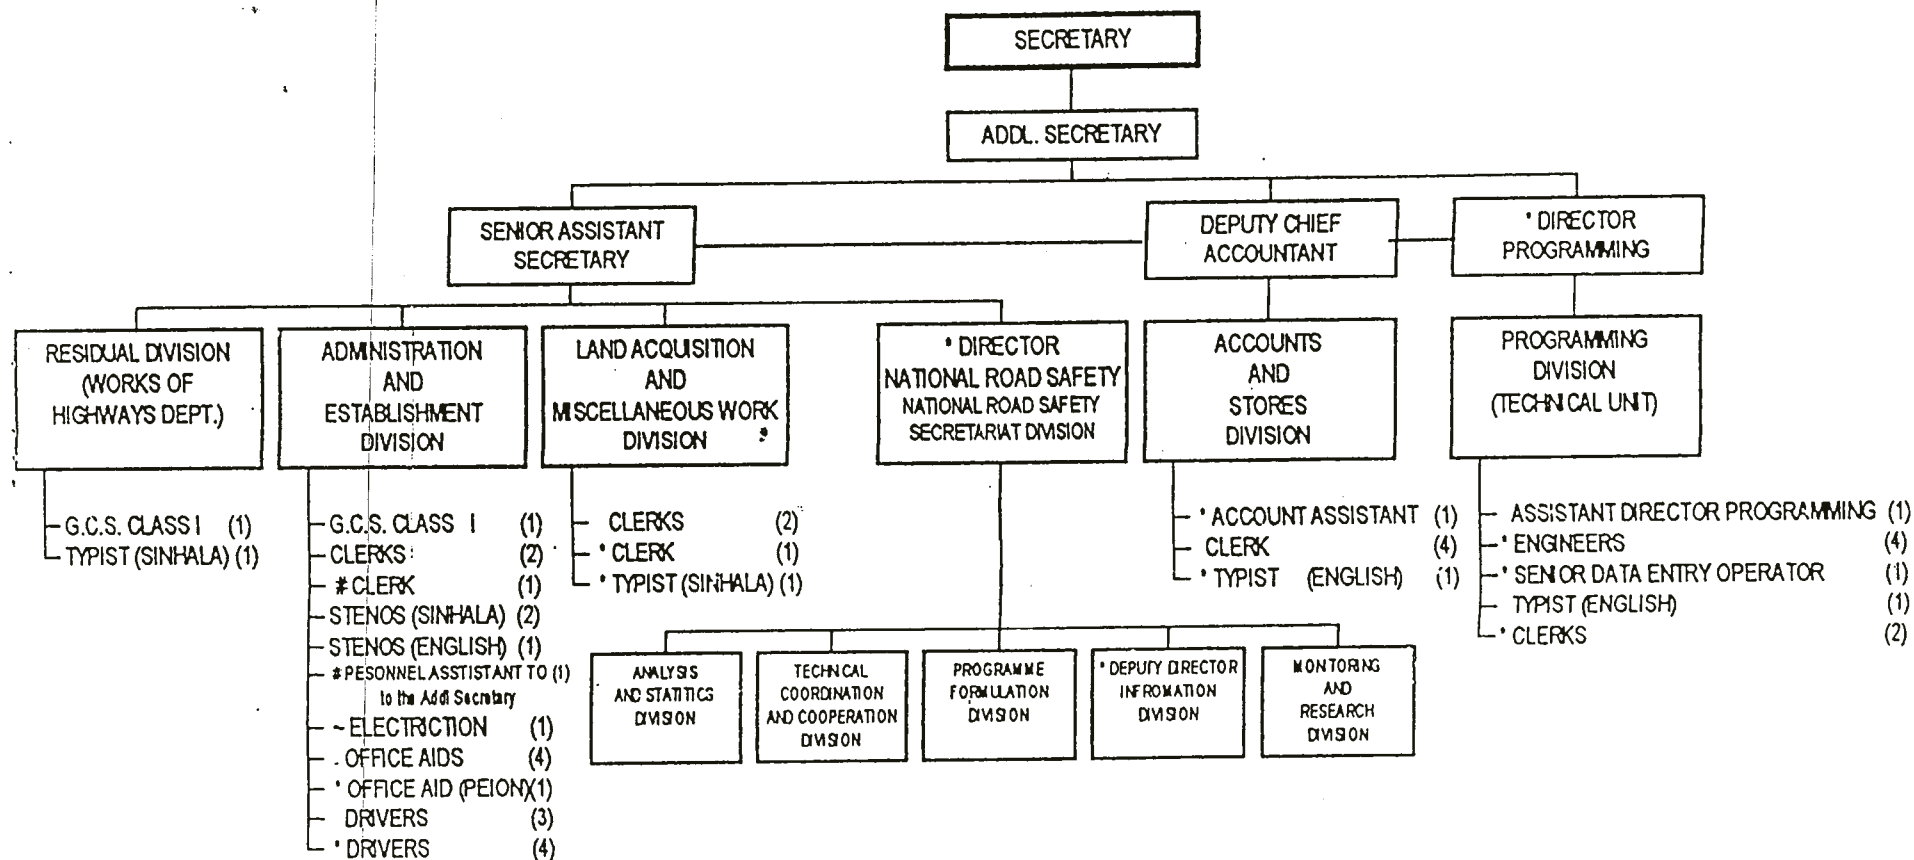 SECRETARY
ADDL. SECRETARY
SENIOR ASSISTANT
SECRETARY
DEPUTY CHIEF
ACCOUNTANT
* DIRECTOR
PROGRAMMING
RESIDUAL DIVISION
(WORKS OF
HIGHWAYS DEPT.)
ADMINISTRATION
AND
ESTABLISHMENT
DIVISION
LAND ACQUISITION
AND
MISCELLANEOUS WORK
DIVISION
* DIRECTOR
NATIONAL ROAD SAFETY
NATIONAL ROAD SAFETY
SECRETARIAT DIVISION
ACCOUNTS
AND
STORES
DIVISION
PROGRAMMING
DIVISION
(TECHNICAL UNIT)
G.C.S. CLASS I (1)
TYPIST (SINHALA) (1)
G.C.S. CLASS I (1)
CLERKS (2)
# CLERK (1)
STENOS (SINHALA) (2)
STENOS (ENGLISH) (1)
# PESONNEL ASSTISTANT TO (1)
to the Addl Secretary
~ ELECTRICTION (1)
. OFFICE AIDS (4)
* OFFICE AID (PEION) (1)
DRIVERS (3)
* DRIVERS (4)
CLERKS (2)
* CLERK (1)
* TYPIST (SINHALA) (1)
* ACCOUNT ASSISTANT (1)
CLERK (4)
* TYPIST (ENGLISH) (1)
ASSISTANT DIRECTOR PROGRAMMING (1)
* ENGINEERS (4)
* SENIOR DATA ENTRY OPERATOR (1)
TYPIST (ENGLISH) (1)
* CLERKS (2)
ANALYSIS
AND STATITICS
DIVISION
TECHNICAL
COORDINATION
AND COOPERATION
DIVISION
PROGRAMME
FORMULATION
DIVISION
* DEPUTY DIRECTOR
INFROMATION
DIVISION
MONTORING
AND
RESEARCH
DIVISION